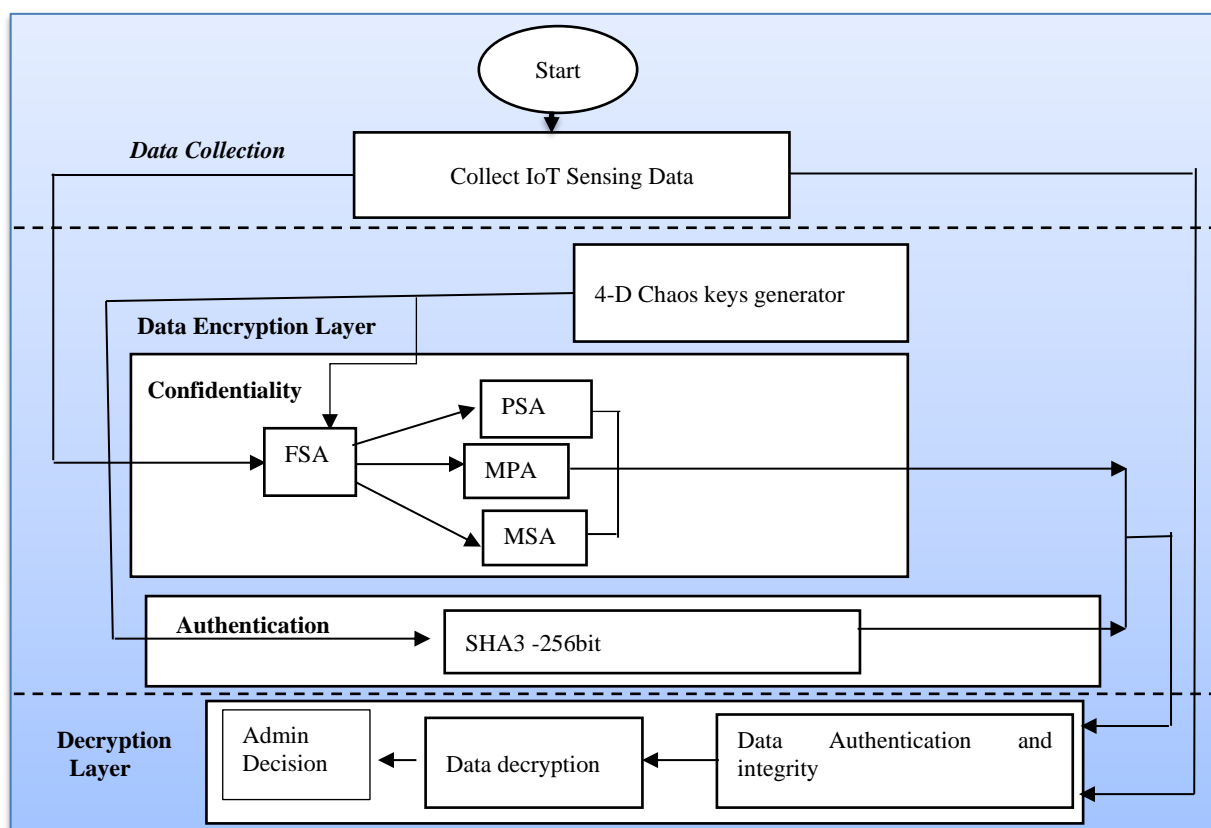 Start
Data Collection
Collect IoT Sensing Data
4-D Chaos keys generator
Data Encryption Layer
Confidentiality
PSA
FSA
MPA
MSA
Authentication
SHA3 -256bit
Decryption
Layer
Admin
Decision
Data decryption
Data Authentication and
integrity